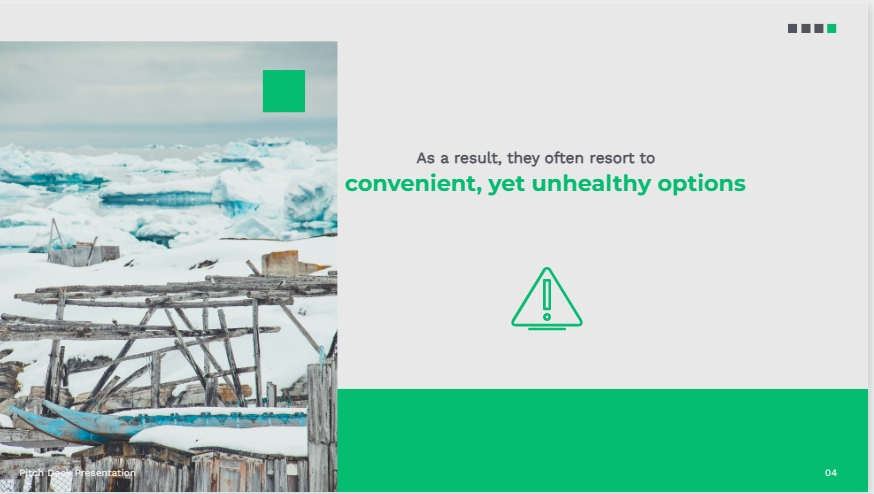 As a result, they often resort to
convenient, yet unhealthy options
Pitch Deck Presentation
04